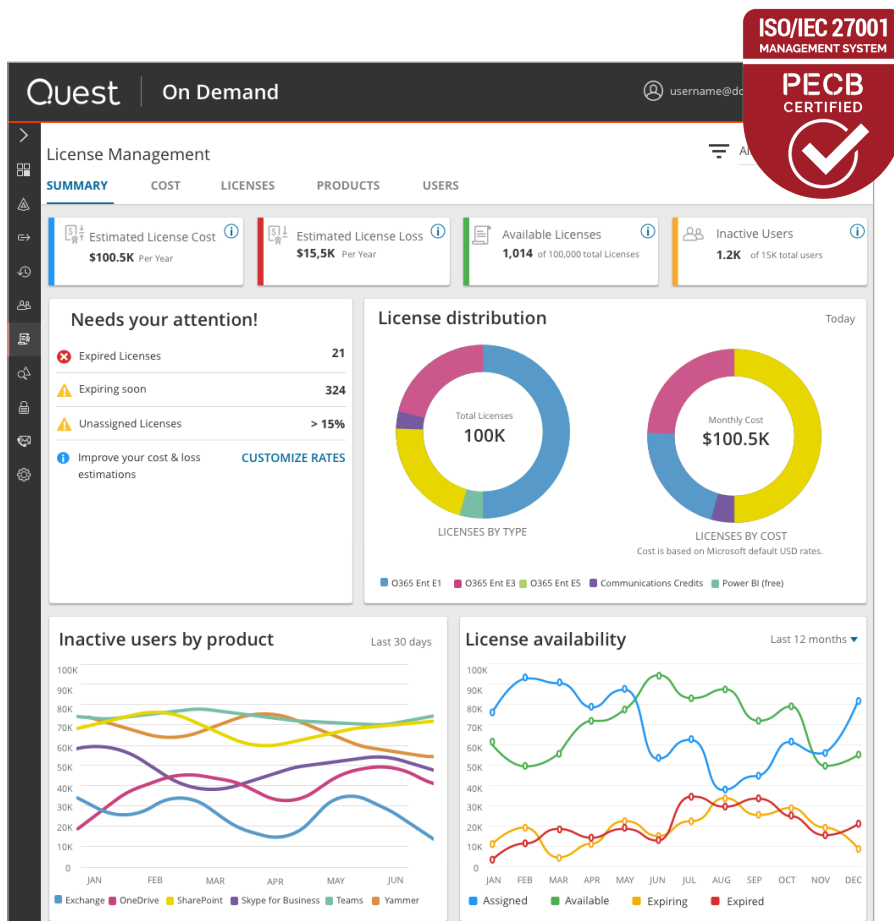 ISO/IEC 27001
MANAGEMENT SYSTEM
PECB
CERTIFIED
Quest
On Demand
License Management
SUMMARY
COST
LICENSES
PRODUCTS
USERS
Estimated License Cost
$100.5K Per Year
Estimated License Loss
$15,5K Per Year
Available Licenses
1,014 of 100,000 total Licenses
Inactive Users
1.2K of 15K total users
Needs your attention!
Expired Licenses 21
Expiring soon 324
Unassigned Licenses > 15%
Improve your cost & loss
estimations
CUSTOMIZE RATES
License distribution
Today
Total Licenses
100K
LICENSES BY TYPE
Monthly Cost
$100.5K
LICENSES BY COST
Cost is based on Microsoft default USD rates.
O365 Ent E1 O365 Ent E3 O365 Ent E5 Communications Credits Power BI (free)
Inactive users by product
Last 30 days
100K
90K
80K
70K
60K
50K
40K
30K
20K
10K
0
JAN FEB MAR APR MAY JUN
Exchange OneDrive SharePoint Skype for Business Teams Yammer
License availability
Last 12 months
100K
90K
80K
70K
60K
50K
40K
30K
20K
10K
0
JAN FEB MAR APR MAY JUN JUL AUG SEP OCT NOV DEC
Assigned Available Expiring Expired